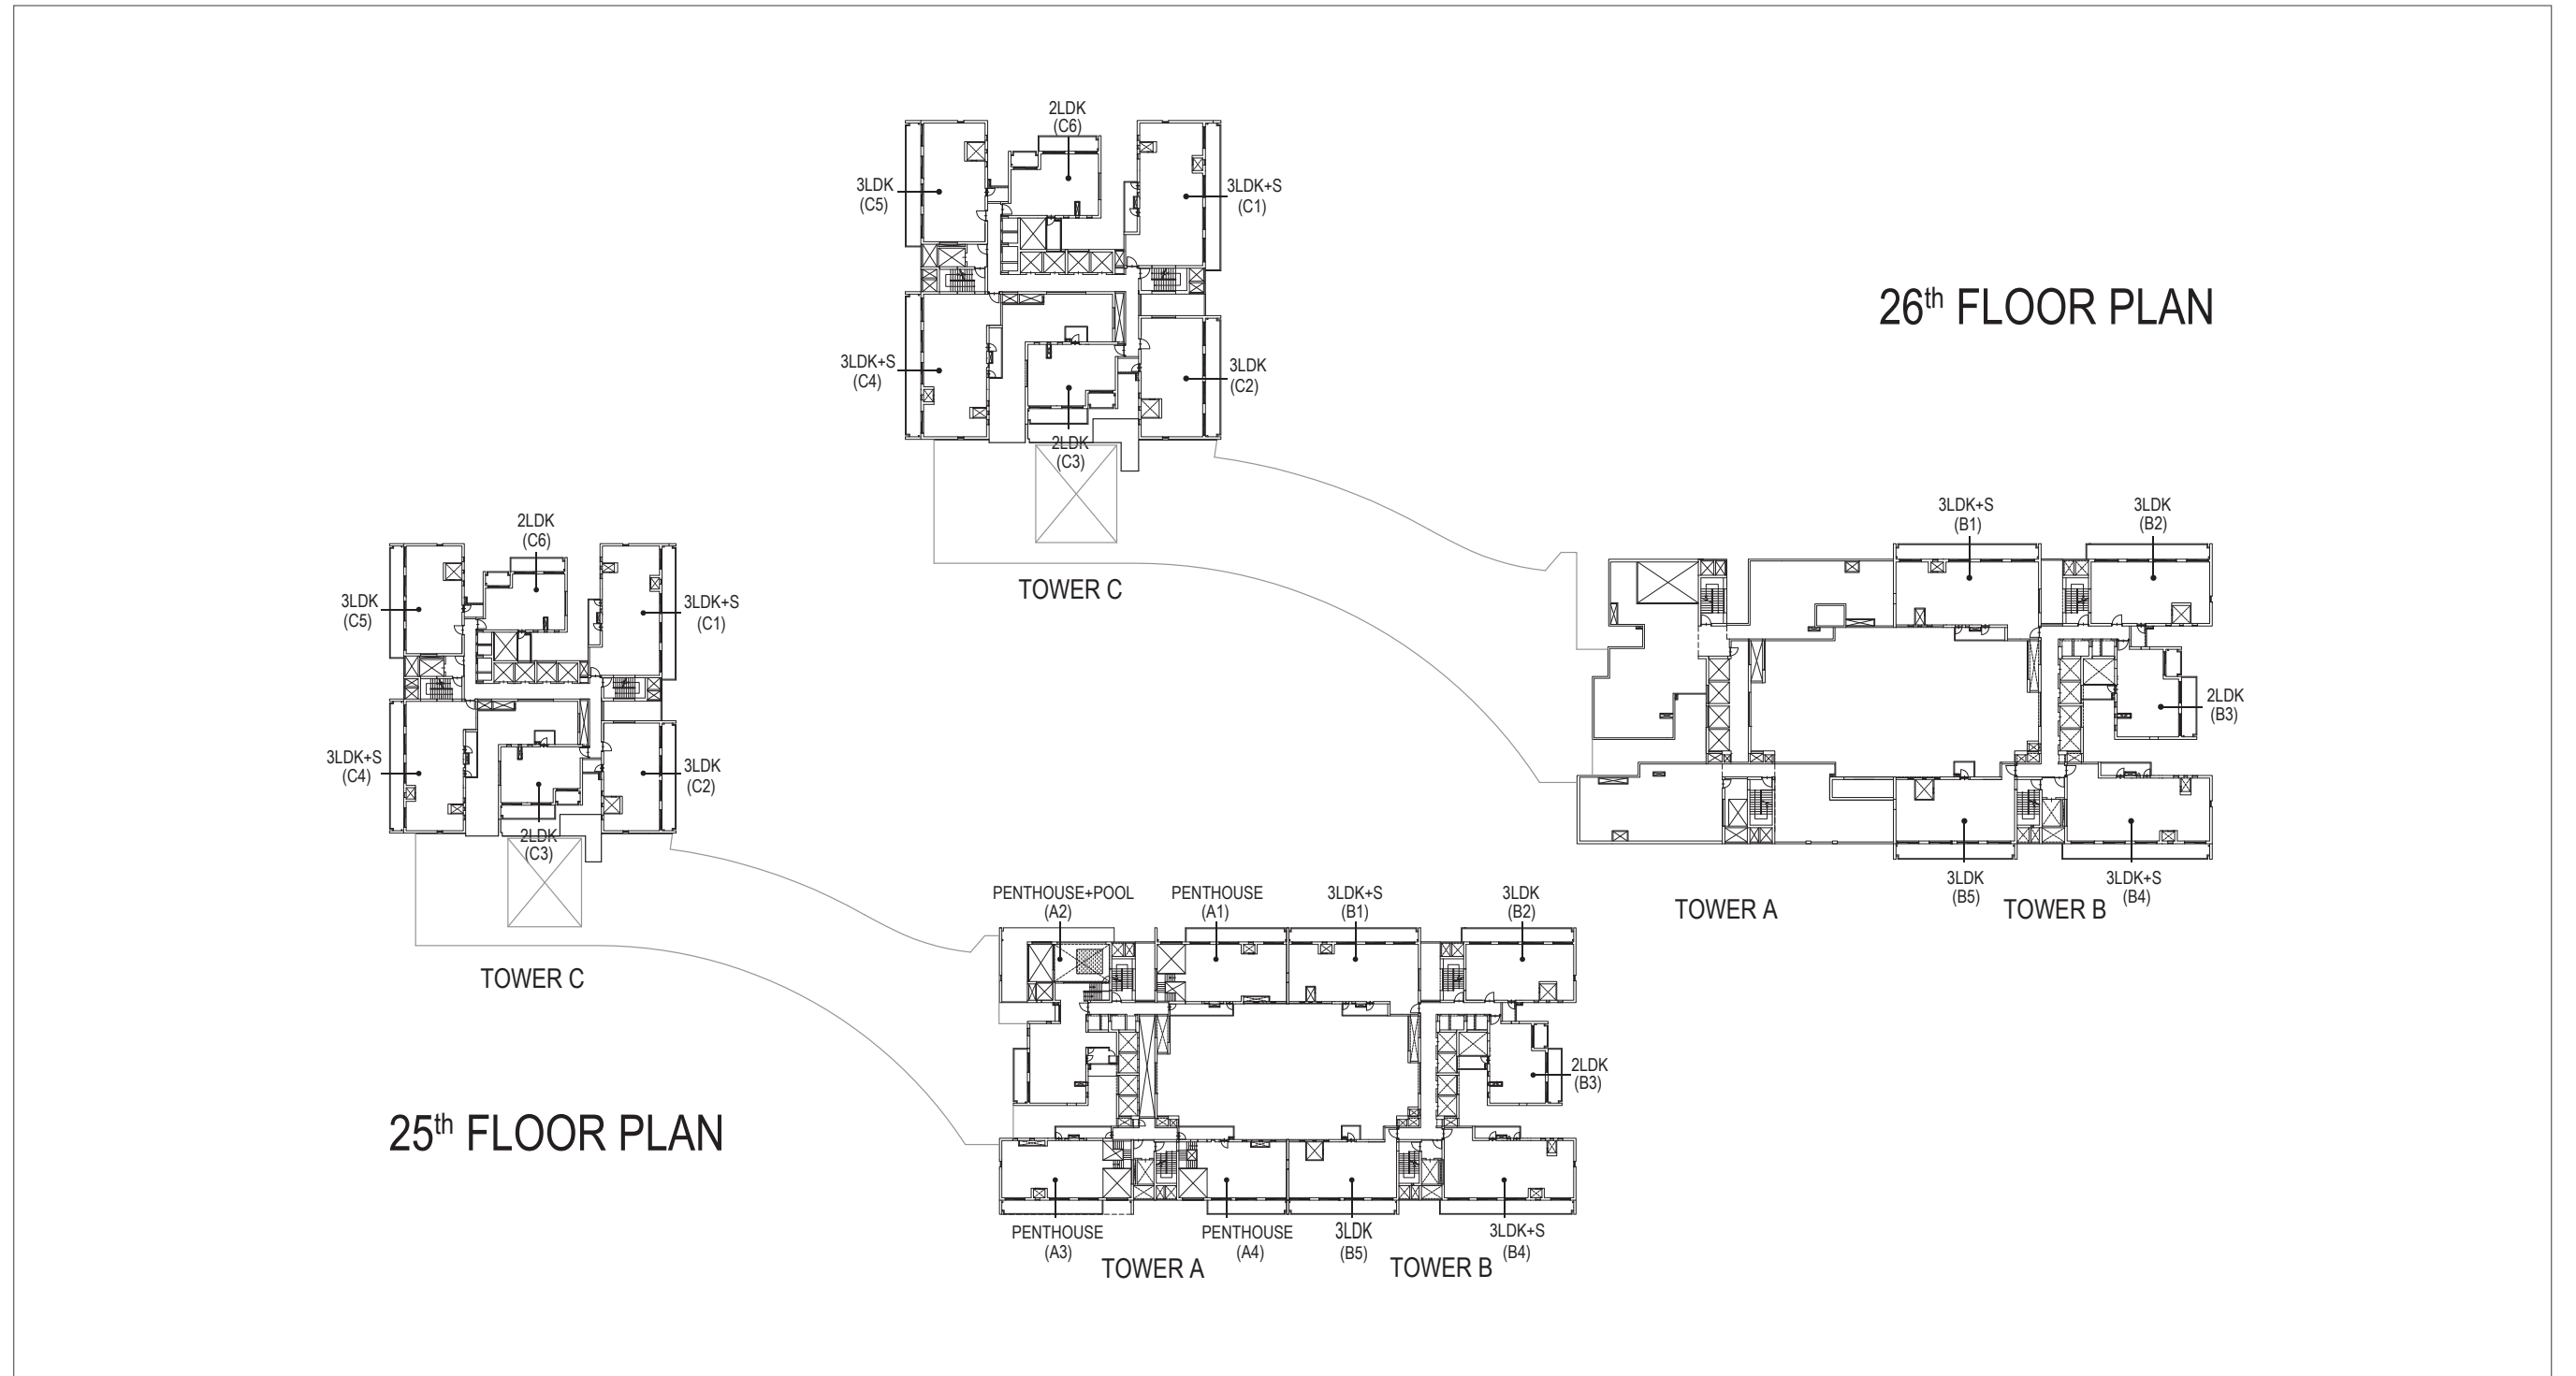 2LDK
(C6)
3LDK
(C5)
3LDK+S
(C1)
3LDK+S
(C4)
3LDK
(C2)
2LDK
(C3)
TOWER C
26th FLOOR PLAN
3LDK+S
(B1)
3LDK
(B2)
2LDK
(B3)
3LDK
(B5)
3LDK+S
(B4)
TOWER A
TOWER B
2LDK
(C6)
3LDK
(C5)
3LDK+S
(C1)
3LDK+S
(C4)
3LDK
(C2)
2LDK
(C3)
TOWER C
25th FLOOR PLAN
PENTHOUSE+POOL
(A2)
PENTHOUSE
(A1)
3LDK+S
(B1)
3LDK
(B2)
2LDK
(B3)
PENTHOUSE
(A3)
PENTHOUSE
(A4)
3LDK
(B5)
3LDK+S
(B4)
TOWER A
TOWER B